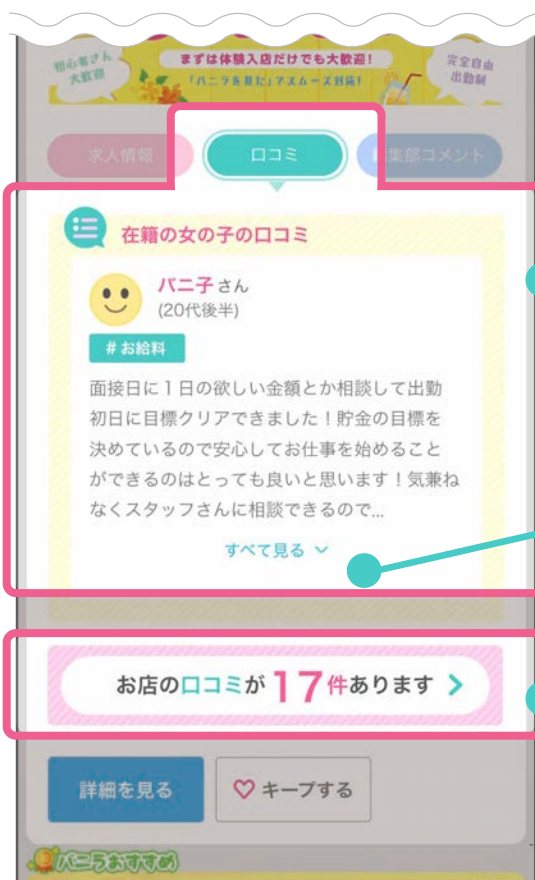 初心者さん
大歓迎
まずは体験入店だけでも大歓迎!
「バニラを見た」でスムーズ対応!
完全自由
出勤制
求人情報
口コミ
編集部コメント
在籍の女の子の口コミ
バニ子さん
(20代後半)
#お給料
面接日に1日の欲しい金額とか相談して出勤
初日に目標クリアできました!貯金の目標を
決めているので安心してお仕事を始めること
ができるのはとっても良いと思います!気兼ね
なくスタッフさんに相談できるので...
すべて見る
お店の口コミが17件あります
詳細を見る
キープする
バニラおすすめ